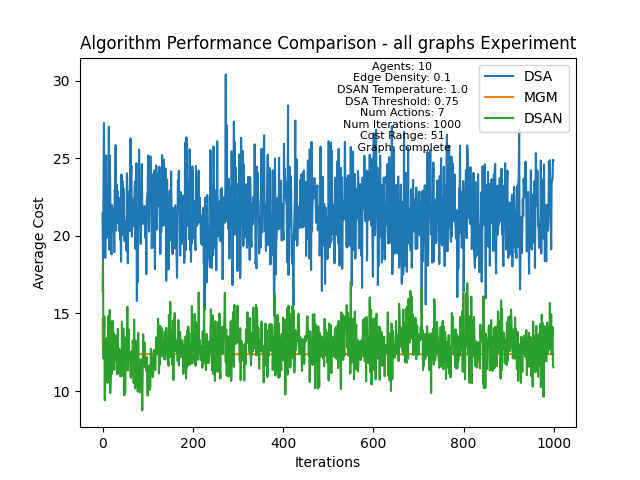 Algorithm Performance Comparison - all graphs Experiment
Agents: 10
Edge Density: 0.1
DSAN Temperature: 1.0
DSA Threshold: 0.75
Num Actions: 7
Num Iterations: 1000
Cost Range: 51
Graph: complete
DSA
MGM
DSAN
30
25
20
15
10
Average Cost
0
200
400
600
800
1000
Iterations